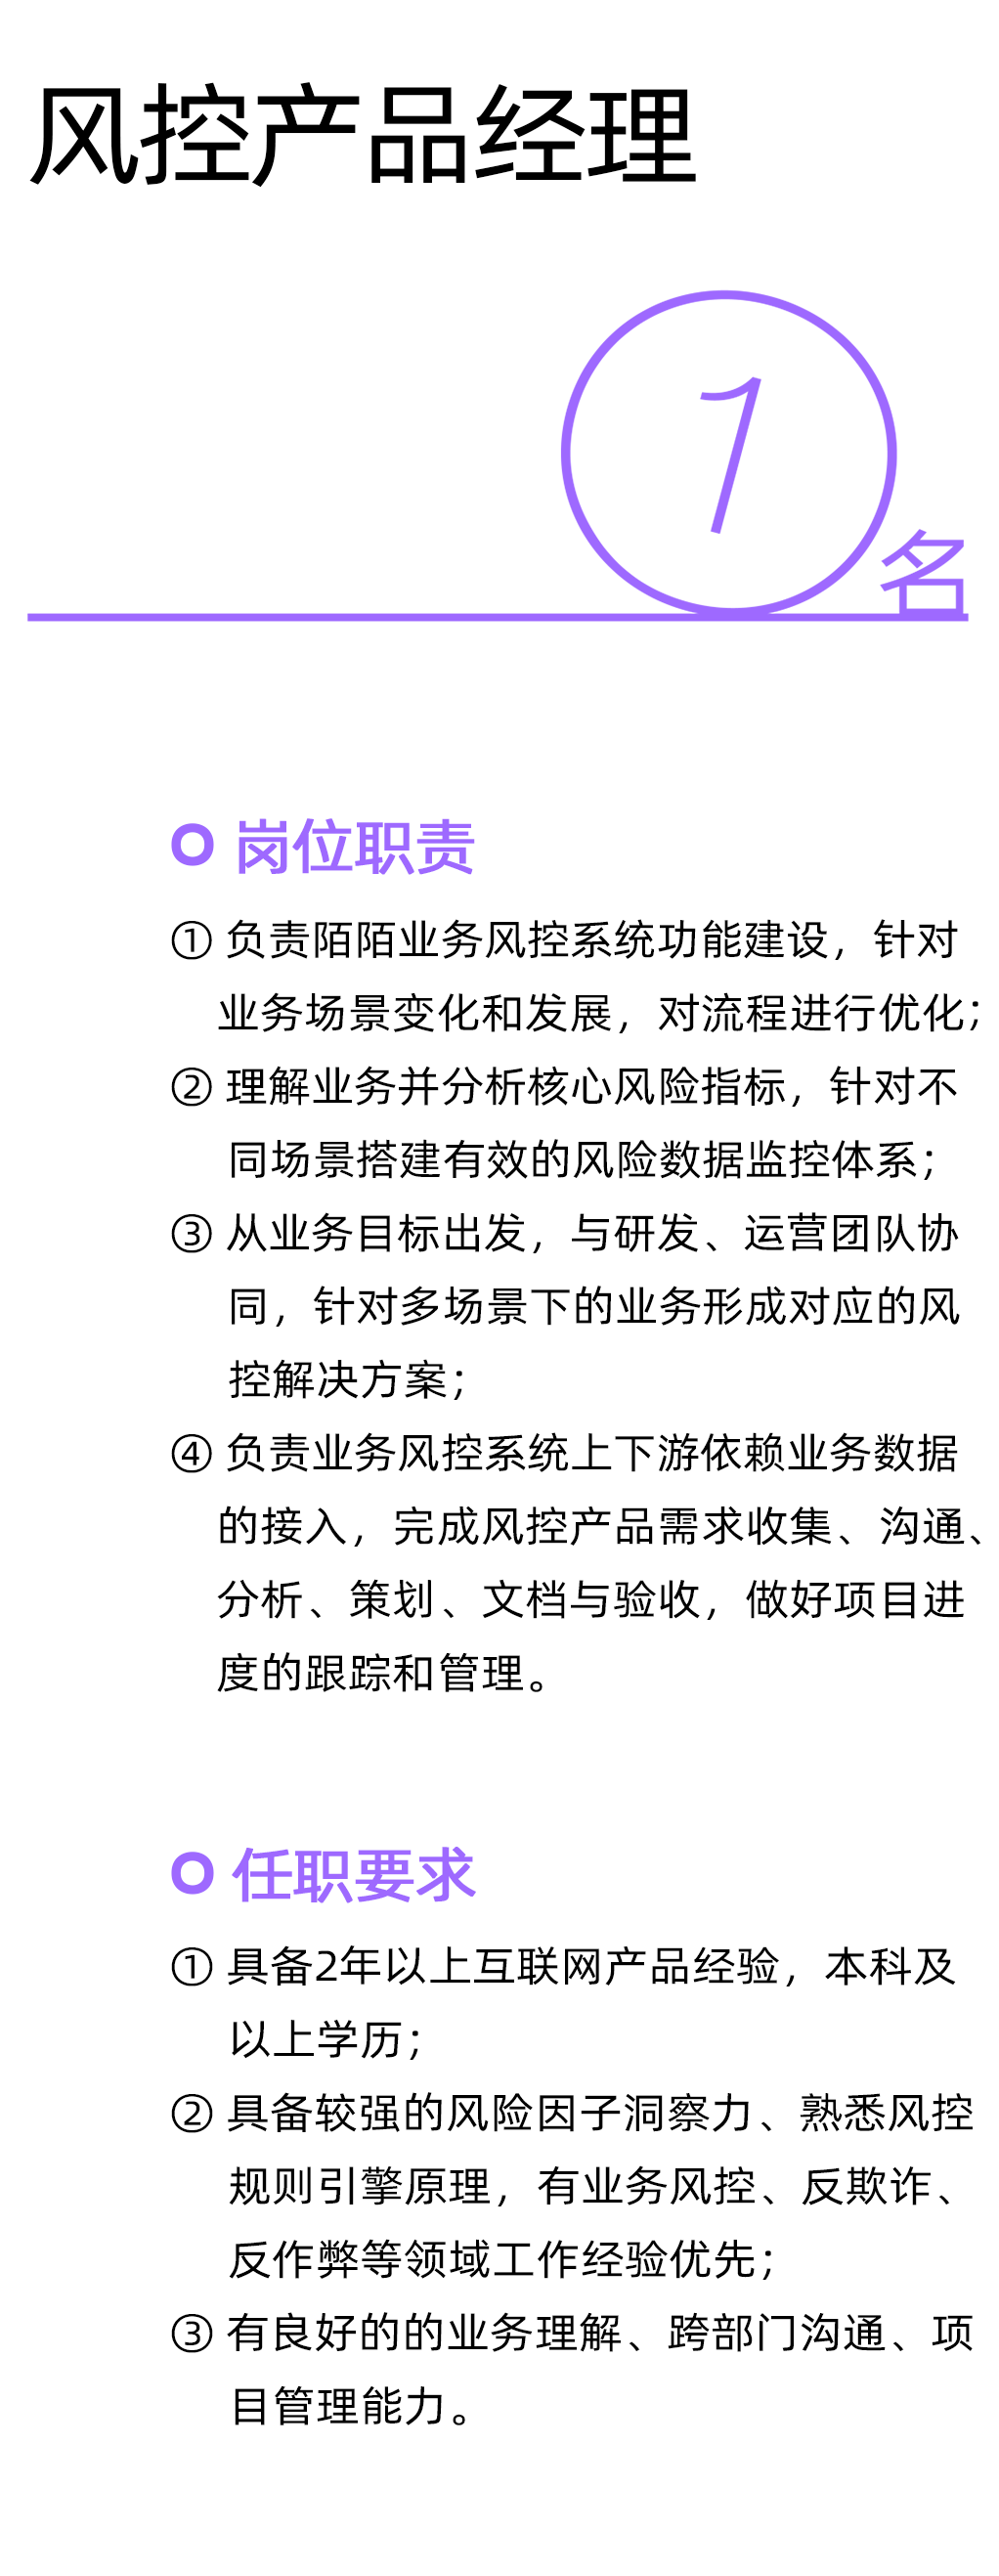 风控产品经理
1
名
岗位职责
① 负责陌陌业务风控系统功能建设，针对
业务场景变化和发展，对流程进行优化；
② 理解业务并分析核心风险指标，针对不
同场景搭建有效的风险数据监控体系；
③ 从业务目标出发，与研发、运营团队协
同，针对多场景下的业务形成对应的风
控解决方案；
④ 负责业务风控系统上下游依赖业务数据
的接入，完成风控产品需求收集、沟通、
分析、策划、文档与验收，做好项目进
度的跟踪和管理。
任职要求
① 具备2年以上互联网产品经验，本科及
以上学历；
② 具备较强的风险因子洞察力、熟悉风控
规则引擎原理，有业务风控、反欺诈、
反作弊等领域工作经验优先；
③ 有良好的的业务理解、跨部门沟通、项
目管理能力。